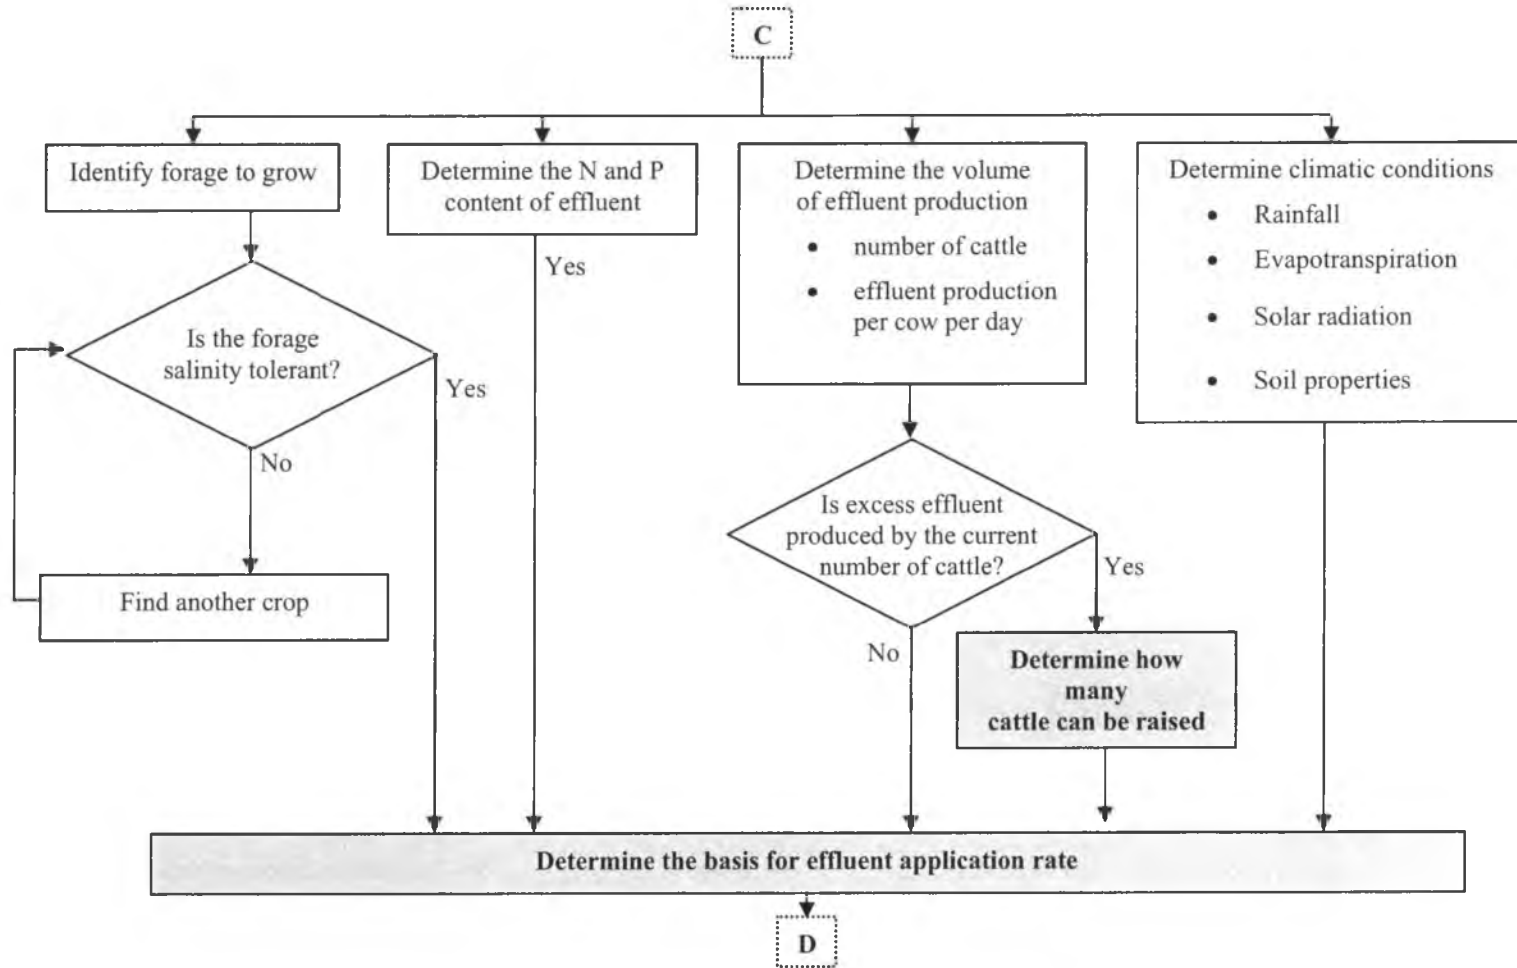 C
Identify forage to grow
Determine the N and P
content of effluent
Determine the volume
of effluent production
• number of cattle
• effluent production
per cow per day
Determine climatic conditions
• Rainfall
• Evapotranspiration
• Solar radiation
• Soil properties
Yes
Is the forage
salinity tolerant?
Yes
No
Find another crop
Is excess effluent
produced by the current
number of cattle?
Yes
No
Determine how
many
cattle can be raised
Determine the basis for effluent application rate
D